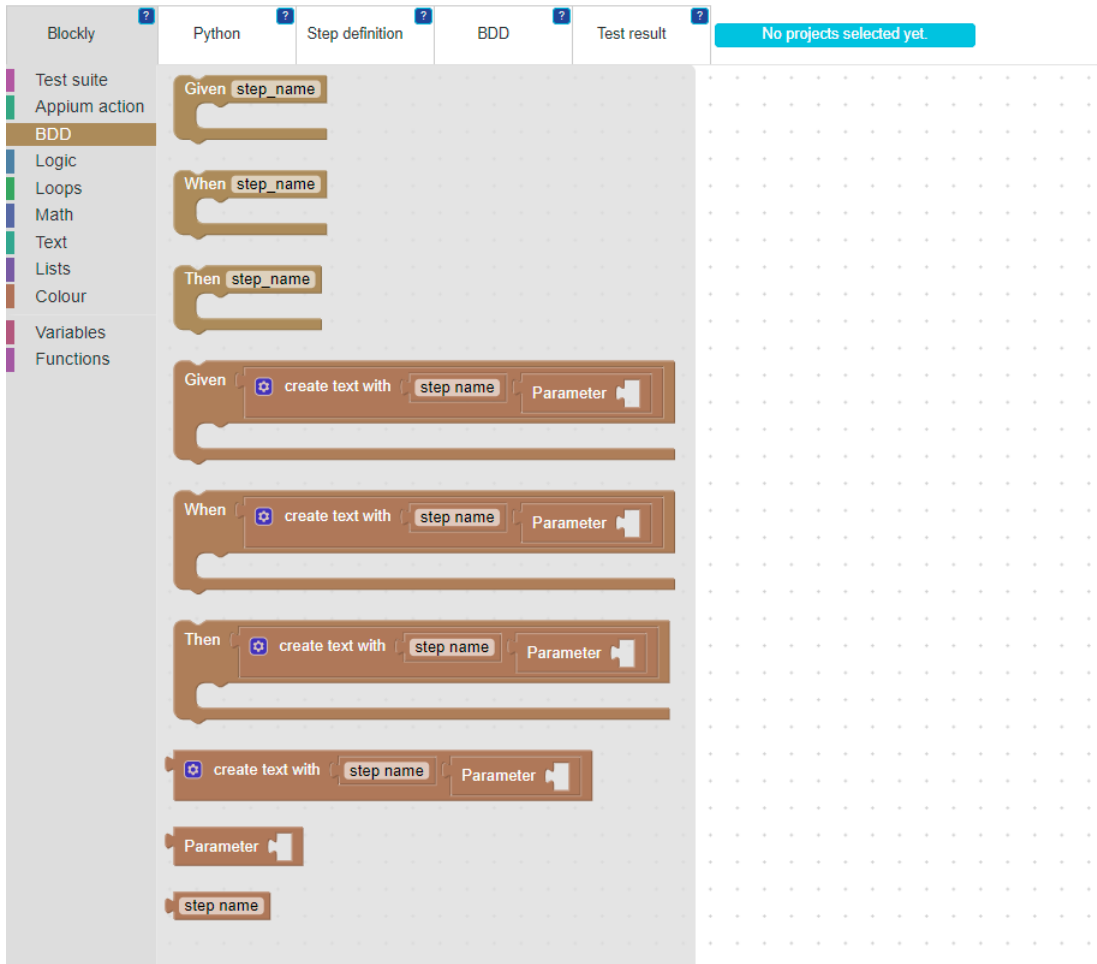 Blockly ? Python ? Step definition ? BDD ? Test result ? No projects selected yet.
Test suite
Appium action
BDD
Logic
Loops
Math
Text
Lists
Colour
Variables
Functions
Given step_name
When step_name
Then step_name
Given create text with step name Parameter
When create text with step name Parameter
Then create text with step name Parameter
create text with step name Parameter
Parameter
step name